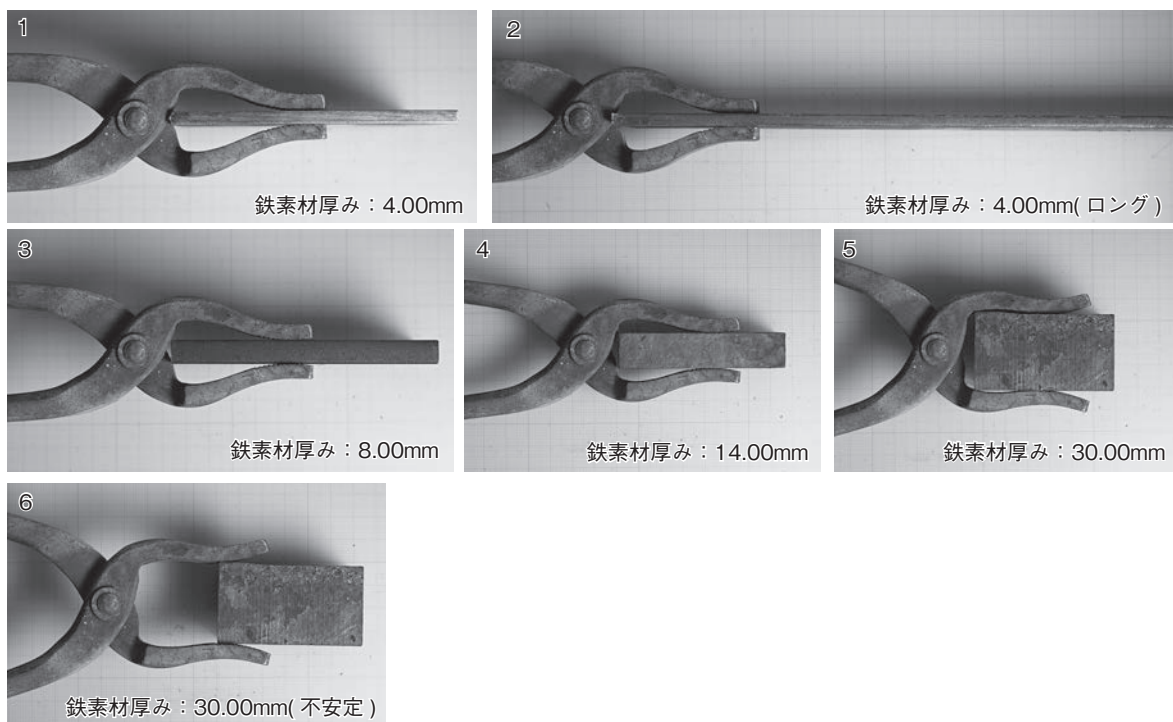 1
鉄素材厚み：4.00mm
2
鉄素材厚み：4.00mm( ロング )
3
鉄素材厚み：8.00mm
4
鉄素材厚み：14.00mm
5
鉄素材厚み：30.00mm
6
鉄素材厚み：30.00mm( 不安定 )